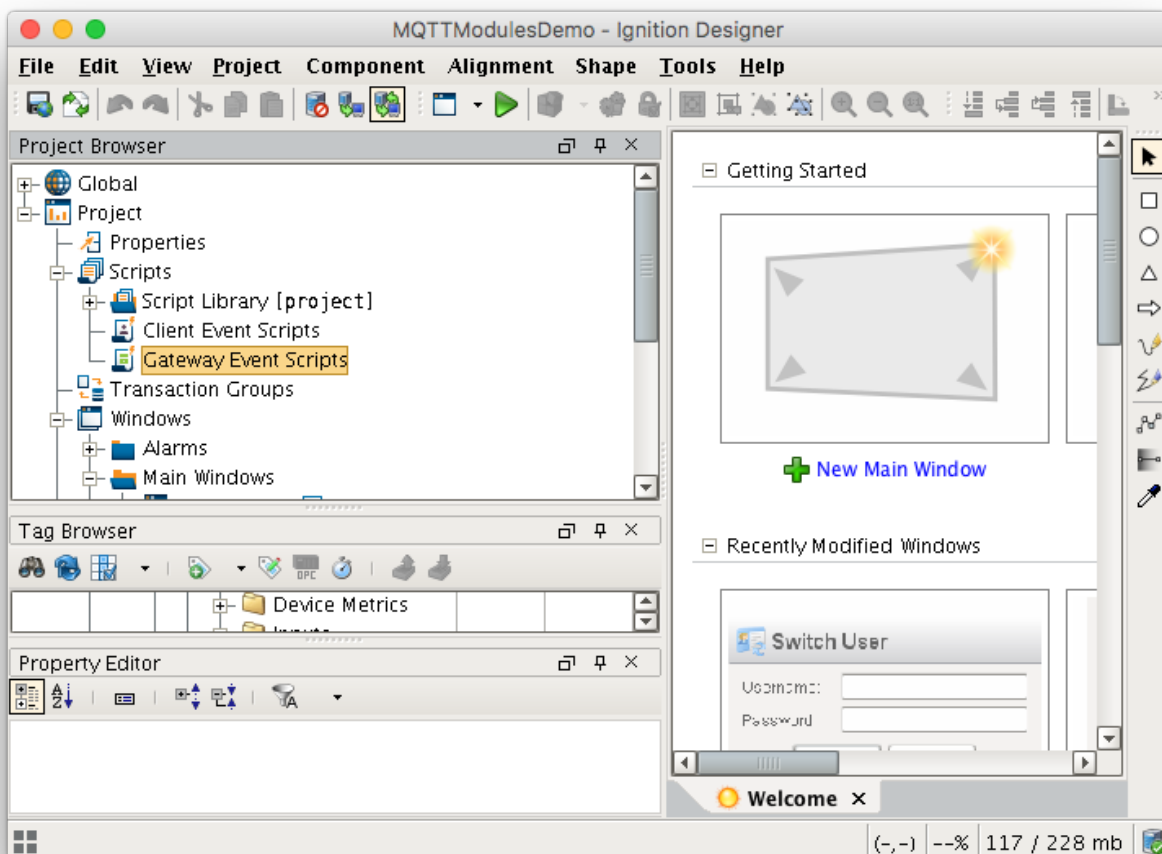 MQTTModulesDemo - Ignition Designer
File Edit View Project Component Alignment Shape Tools Help
Project Browser
Global
Project
Properties
Scripts
Script Library [project]
Client Event Scripts
Gateway Event Scripts
Transaction Groups
Windows
Alarms
Main Windows
Tag Browser
OPC
Device Metrics
Property Editor
Getting Started
New Main Window
Recently Modified Windows
Switch User
Username:
Password
Welcome
(-,-) --% 117 / 228 mb